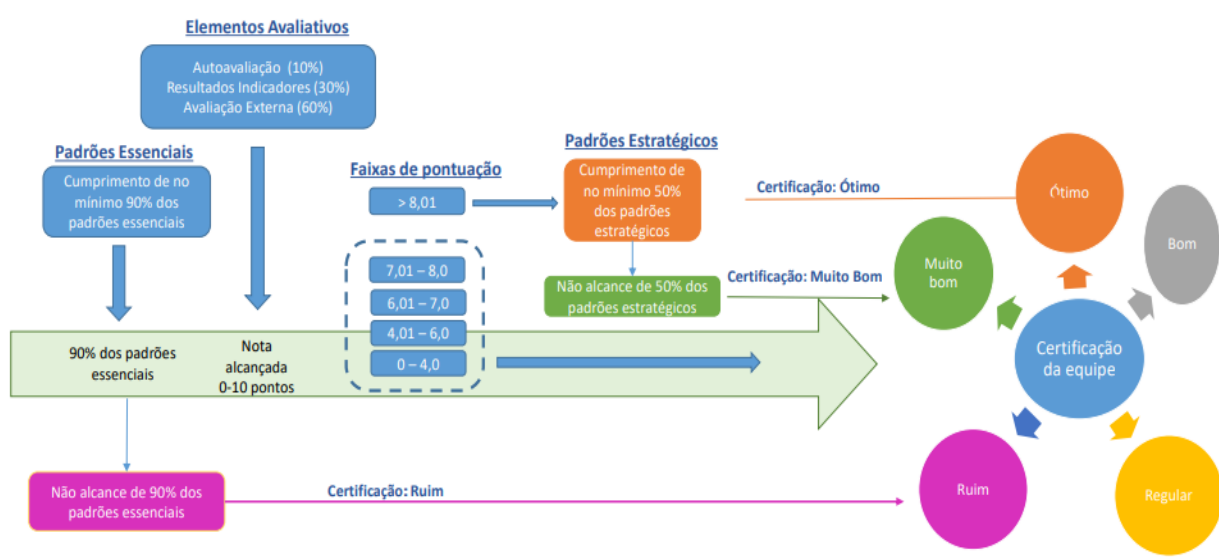 Elementos Avaliativos
Autoavaliação (10%)
Resultados Indicadores (30%)
Avaliação Externa (60%)
Padrões Essenciais
Cumprimento de no
mínimo 90% dos
padrões essenciais
Faixas de pontuação
> 8,01
7,01 – 8,0
6,01 – 7,0
4,01 – 6,0
0 – 4,0
Padrões Estratégicos
Cumprimento de
no mínimo 50%
dos padrões
estratégicos
Não alcance de 50% dos
padrões estratégicos
Certificação: Ótimo
Certificação: Muito Bom
90% dos padrões
essenciais
Nota
alcançada
0-10 pontos
Não alcance de 90% dos
padrões essenciais
Certificação: Ruim
Ótimo
Bom
Muito
bom
Certificação
da equipe
Ruim
Regular